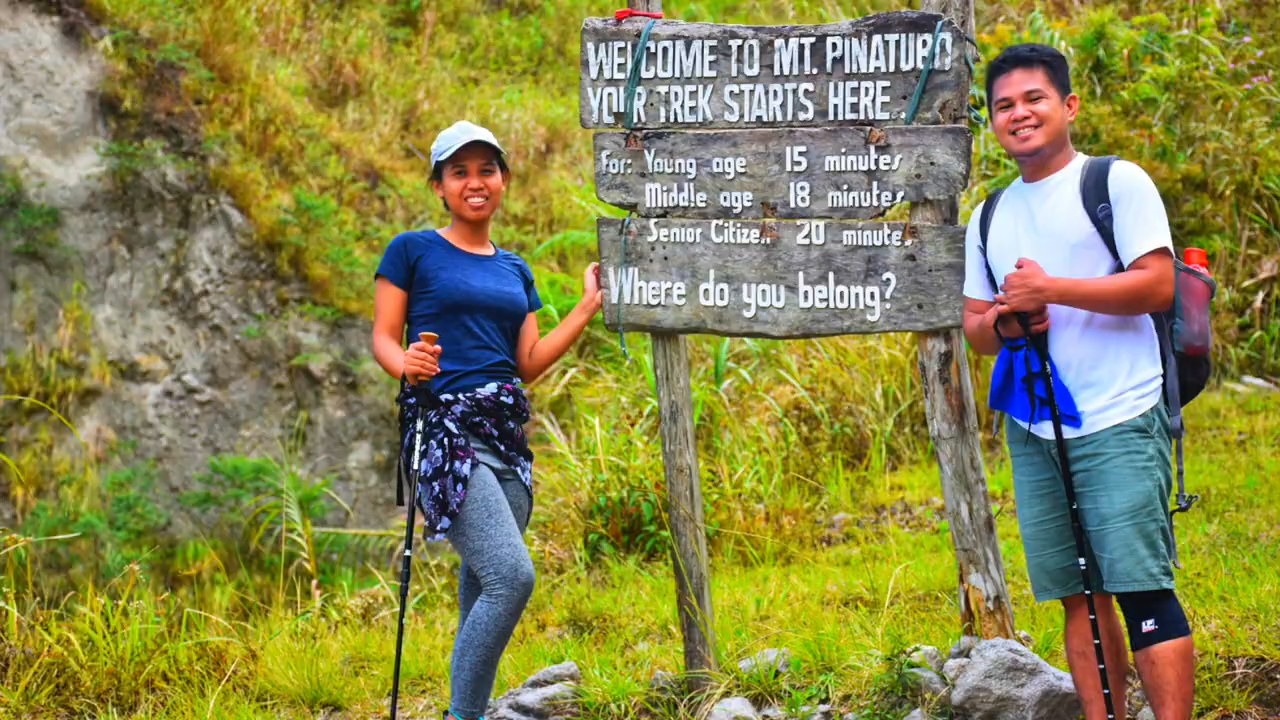 WELCOME TO MT. PINATUBO
YOUR TREK STARTS HERE.
For: Young age 15 minutes
Middle age 18 minutes
Senior Citizen 20 minutes
Where do you belong?